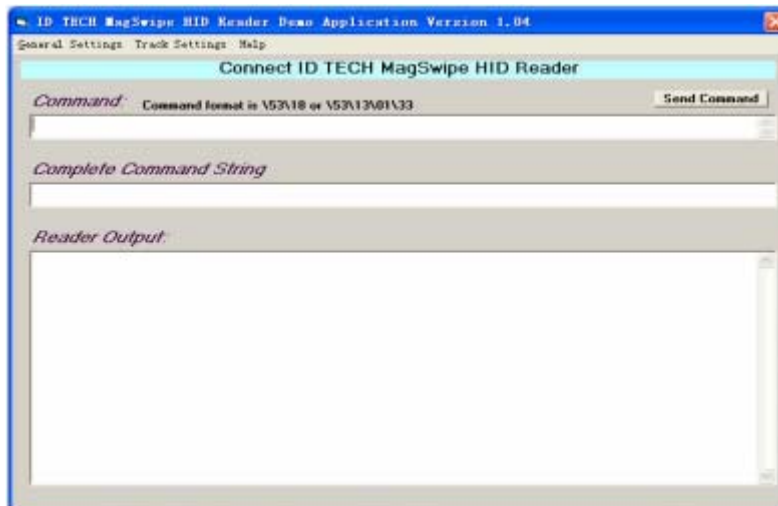 ID TECH MagSwipe HID Reader Demo Application Version 1.04
General Settings Track Settings Help
Connect ID TECH MagSwipe HID Reader
Command: Command format is \53\18 or \53\13\01\33 Send Command
Complete Command String
Reader Output: